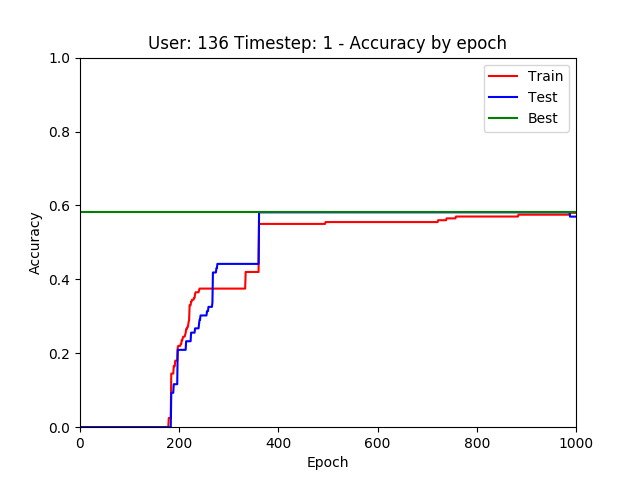 User: 136 Timestep: 1 - Accuracy by epoch
1.0
0.8
0.6
0.4
0.2
0.0
Accuracy
Train
Test
Best
0 200 400 600 800 1000
Epoch